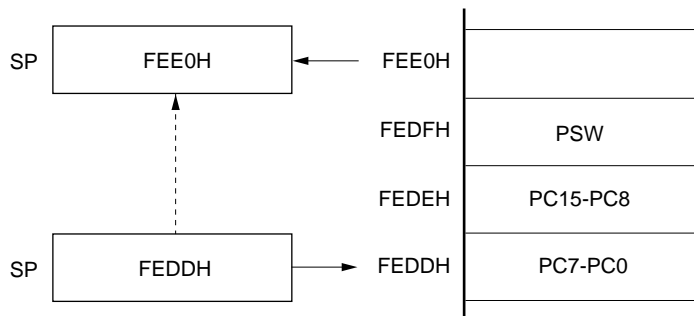 SP FEE0H FEE0H
FEDFH PSW
FEDEH PC15-PC8
SP FEDDH FEDDH PC7-PC0